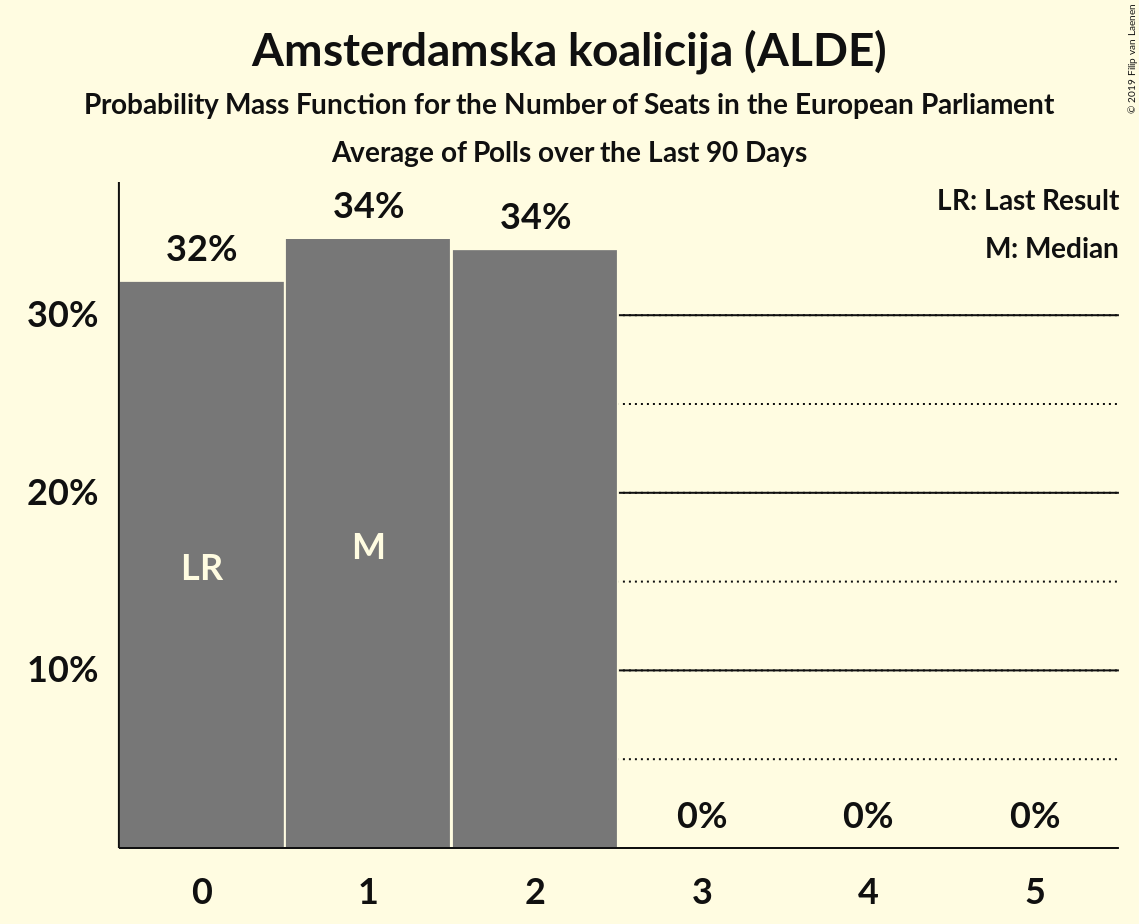 Amsterdamska koalicija (ALDE)
Probability Mass Function for the Number of Seats in the European Parliament
Average of Polls over the Last 90 Days
© 2019 Filip van Laenen
LR: Last Result
M: Median
32%
34%
34%
0%
0%
0%
30%
20%
10%
LR
M
0
1
2
3
4
5